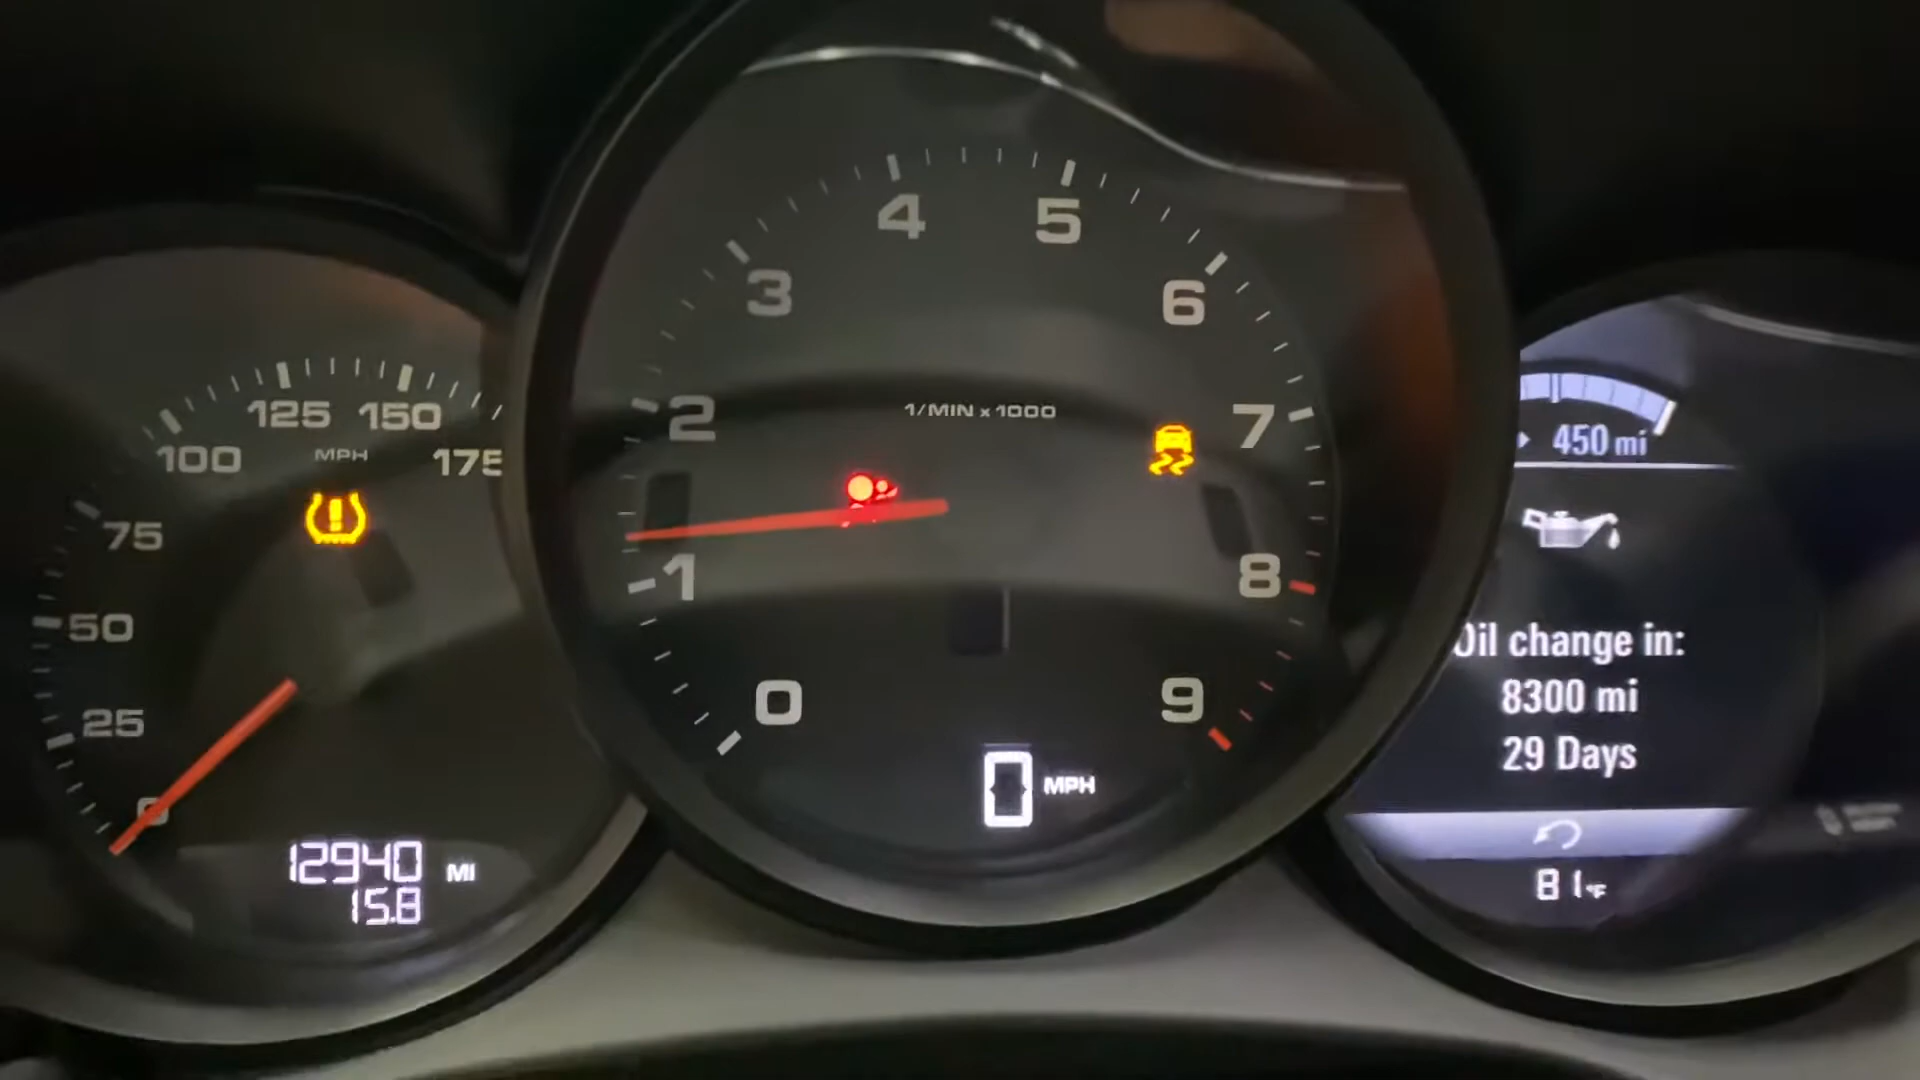 100
125
150
175
MPH
75
50
25
0
12940 MI
15.8
0
1
2
3
4
5
6
7
8
9
1/MIN x 1000
0 MPH
450 mi
Oil change in:
8300 mi
29 Days
81°F